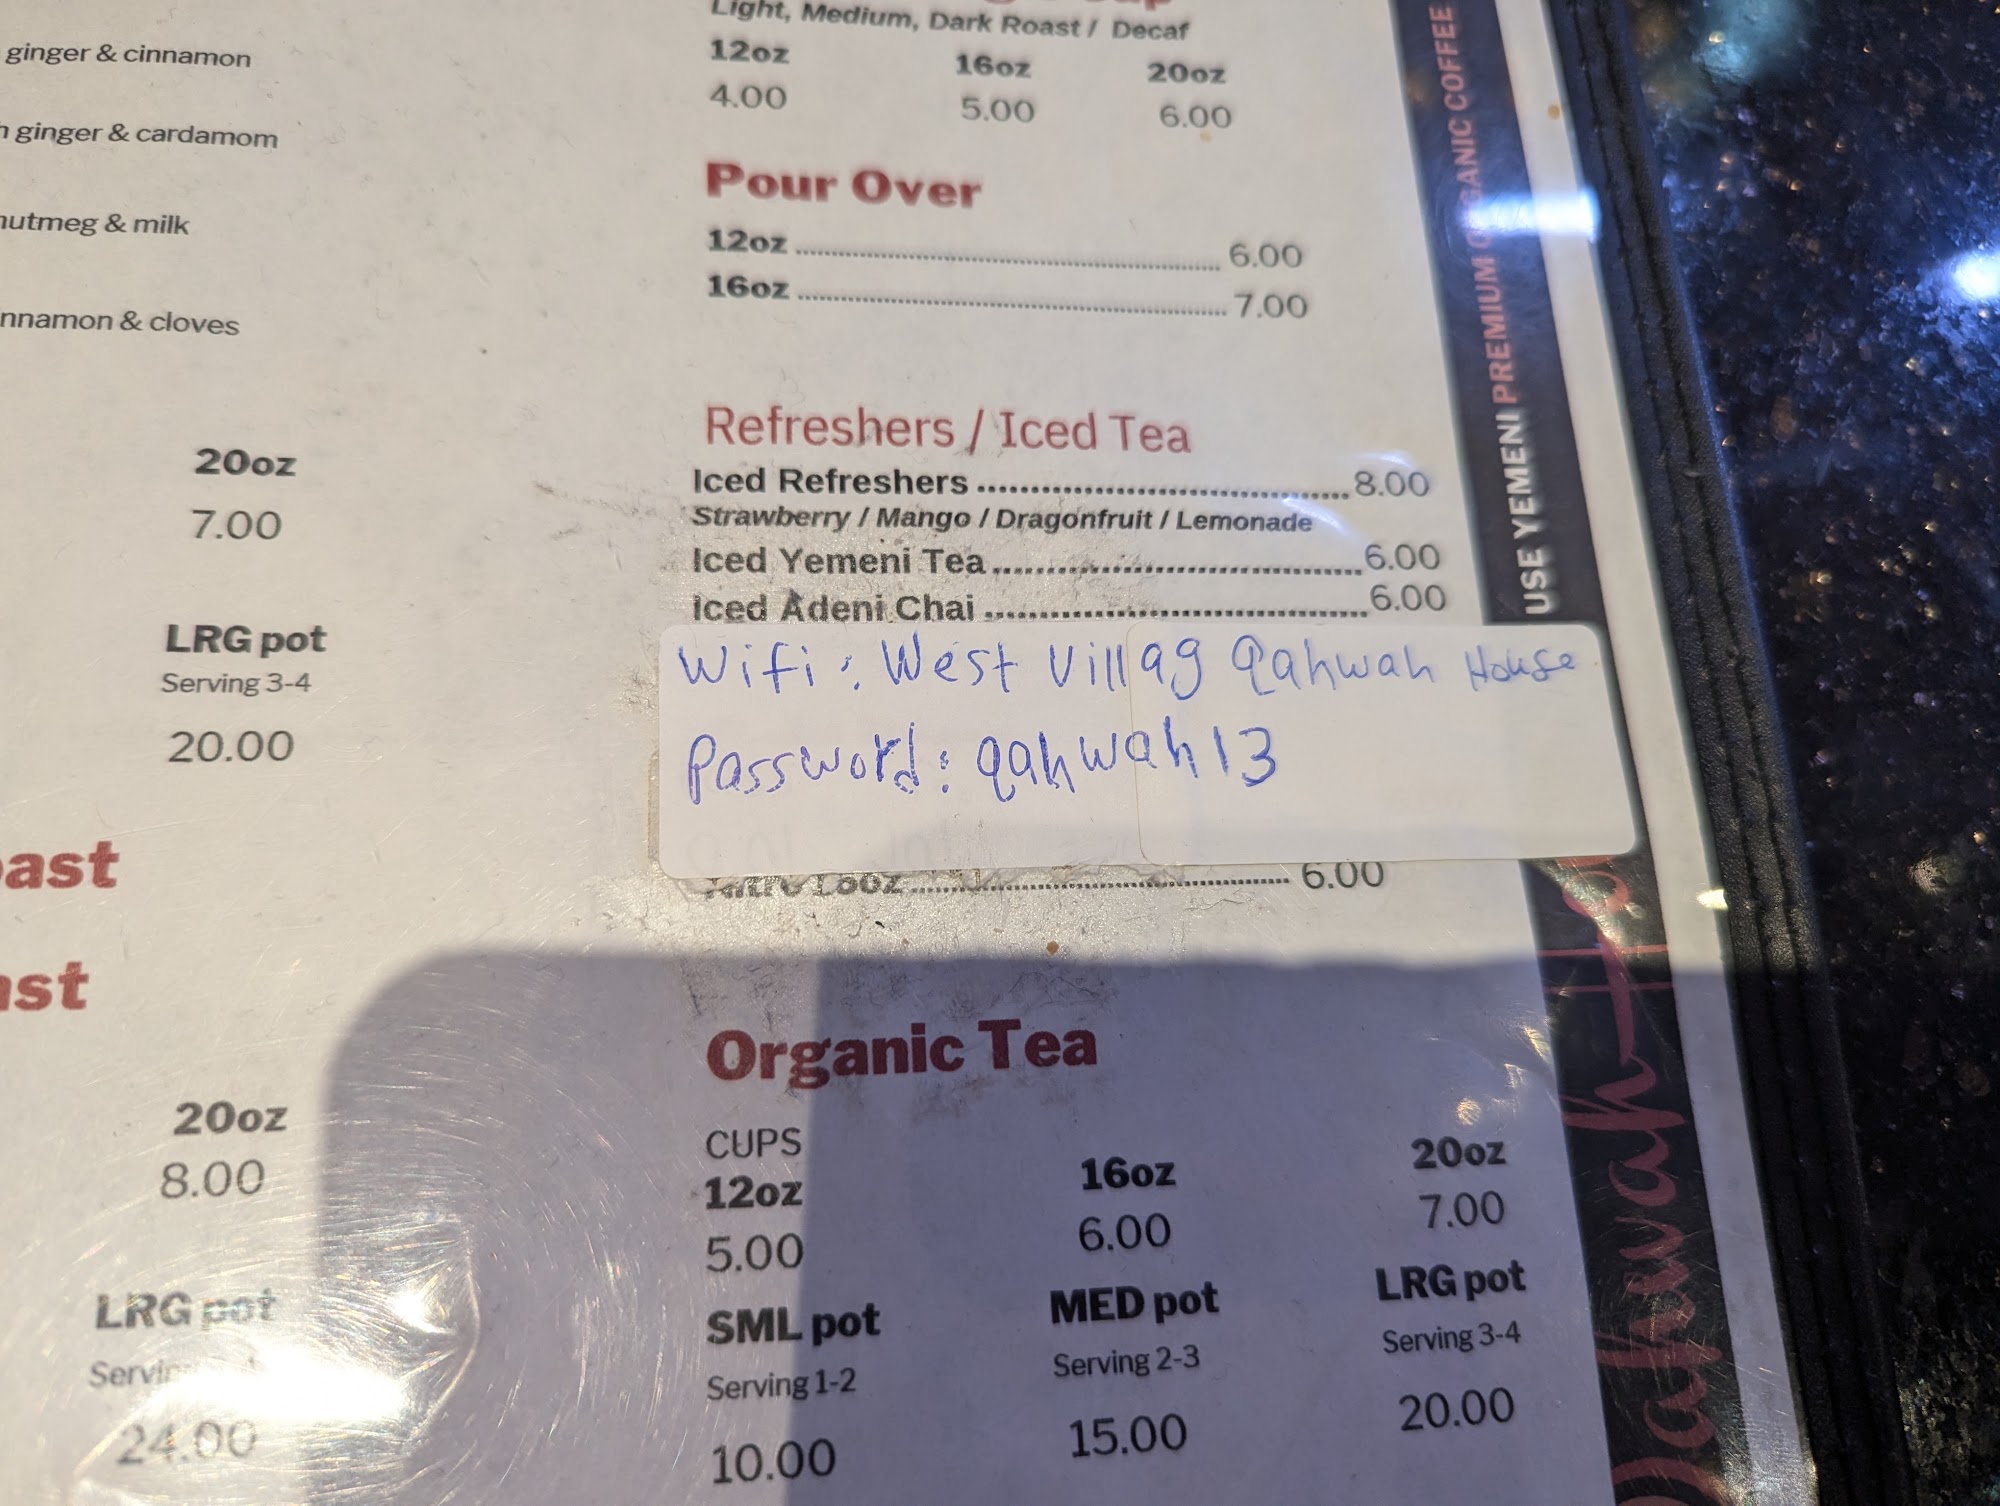 ginger & cinnamon
ginger & cardamom
nutmeg & milk
& cloves
20oz
7.00
LRG pot
Serving 3-4
20.00
20oz
8.00
LRG pot
24.00
Light, Medium, Dark Roast / Decaf
12oz 16oz 20oz
4.00 5.00 6.00
Pour Over
12oz 6.00
16oz 7.00
Refreshers / Iced Tea
Iced Refreshers 8.00
Strawberry / Mango / Dragonfruit / Lemonade
Iced Yemeni Tea 6.00
Iced Adeni Chai 6.00
Wifi: West Villag Qahwah House
Password: qahwah13
6.00
Organic Tea
CUPS
12oz 16oz 20oz
5.00 6.00 7.00
SML pot MED pot LRG pot
Serving 1-2 Serving 2-3 Serving 3-4
10.00 15.00 20.00
YEMENI PREMIUM ORGANIC COFFEE
Qahwah